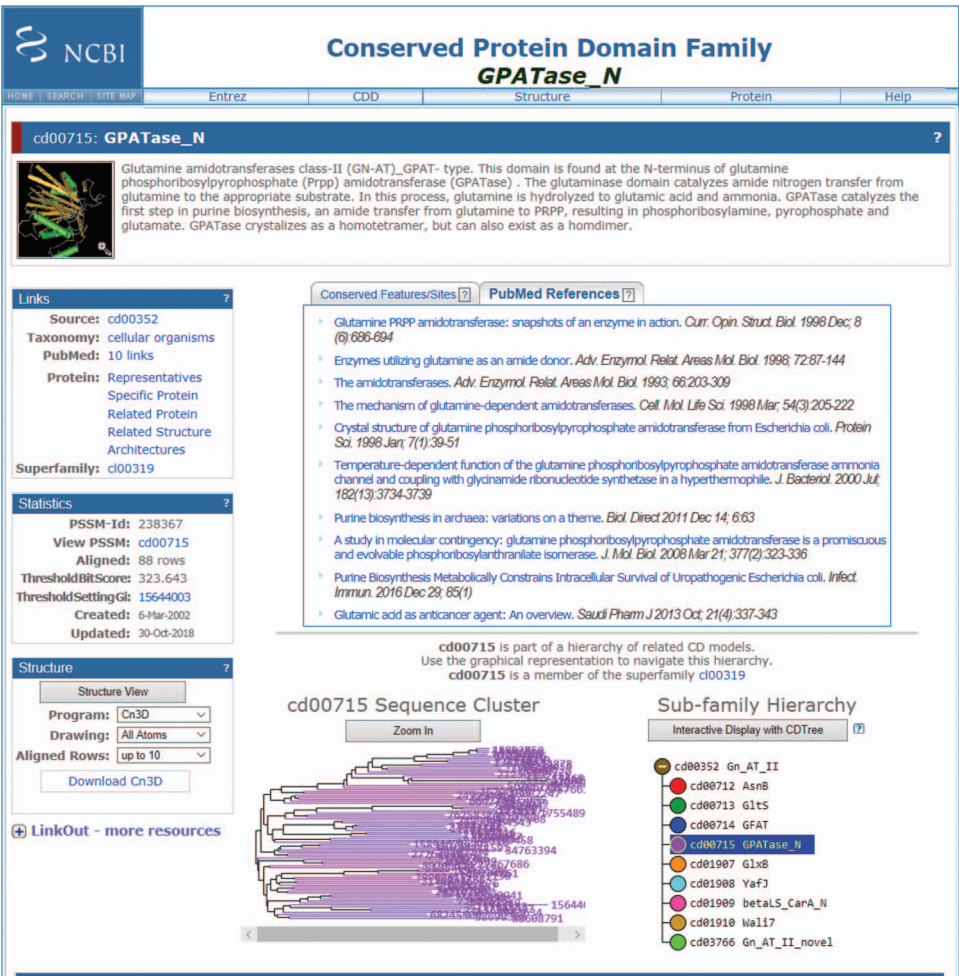 NCBI
Conserved Protein Domain Family
GPATase_N
HOME SEARCH SITE MAP Entrez CDD Structure Protein Help
cd00715: GPATase_N ?
Glutamine amidotransferases class-II (GN-AT)_GPAT- type. This domain is found at the N-terminus of glutamine
phosphoribosylpyrophosphate (Prpp) amidotransferase (GPATase) . The glutaminase domain catalyzes amide nitrogen transfer from
glutamine to the appropriate substrate. In this process, glutamine is hydrolyzed to glutamic acid and ammonia. GPATase catalyzes the
first step in purine biosynthesis, an amide transfer from glutamine to PRPP, resulting in phosphoribosylamine, pyrophosphate and
glutamate. GPATase crystalizes as a homotetramer, but can also exist as a homdimer.
Links ?
Source: cd00352
Taxonomy: cellular organisms
PubMed: 10 links
Protein: Representatives
Specific Protein
Related Protein
Related Structure
Architectures
Superfamily: cl00319
Statistics ?
PSSM-Id: 238367
View PSSM: cd00715
Aligned: 88 rows
ThresholdBitScore: 323.643
ThresholdSettingGi: 15644003
Created: 6-Mar-2002
Updated: 30-Oct-2018
Structure ?
Structure View
Program: Cn3D
Drawing: All Atoms
Aligned Rows: up to 10
Download Cn3D
LinkOut - more resources
Conserved Features/Sites ? PubMed References ?
Glutamine PRPP amidotransferase: snapshots of an enzyme in action. Curr. Opin. Struct. Biol. 1998 Dec; 8
(6):686-694
Enzymes utilizing glutamine as an amide donor. Adv. Enzymol. Relat. Areas Mol. Biol. 1998; 72:87-144
The amidotransferases. Adv. Enzymol. Relat. Areas Mol. Biol. 1993; 66:203-309
The mechanism of glutamine-dependent amidotransferases. Cell. Mol. Life Sci. 1998 Mar; 54(3):205-222
Crystal structure of glutamine phosphoribosylpyrophosphate amidotransferase from Escherichia coli. Protein
Sci. 1998 Jan; 7(1):39-51
Temperature-dependent function of the glutamine phosphoribosylpyrophosphate amidotransferase ammonia
channel and coupling with glycinamide ribonucleotide synthetase in a hyperthermophile. J. Bacteriol. 2000 Jul;
182(13):3734-3739
Purine biosynthesis in archaea: variations on a theme. Biol. Direct 2011 Dec 14; 6:63
A study in molecular contingency: glutamine phosphoribosylpyrophosphate amidotransferase is a promiscuous
and evolvable phosphoribosylanthranilate isomerase. J. Mol. Biol. 2008 Mar 21; 377(2):323-336
Purine Biosynthesis Metabolically Constrains Intracellular Survival of Uropathogenic Escherichia coli. Infect.
Immun. 2016 Dec 29; 85(1)
Glutamic acid as anticancer agent: An overview. Saudi Pharm J 2013 Oct; 21(4):337-343
cd00715 is part of a hierarchy of related CD models.
Use the graphical representation to navigate this hierarchy.
cd00715 is a member of the superfamily cl00319
cd00715 Sequence Cluster
Zoom In
Sub-family Hierarchy
Interactive Display with CDTree ?
cd00352 Gn_AT_II
cd00712 AsnB
cd00713 GltS
cd00714 GFAT
cd00715 GPATase_N
cd01907 GlxB
cd01908 YafJ
cd01909 betaLS_CarA_N
cd01910 Wali7
cd03766 Gn_AT_II_novel